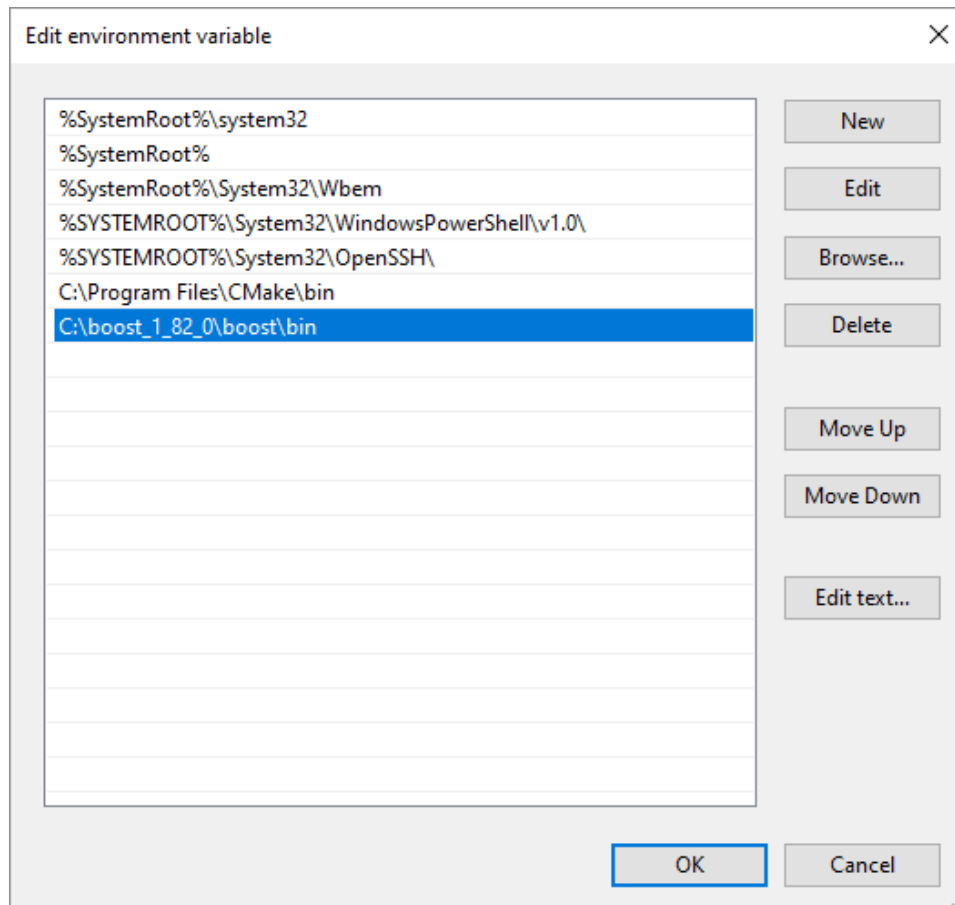 Edit environment variable
%SystemRoot%\system32
%SystemRoot%
%SystemRoot%\System32\Wbem
%SYSTEMROOT%\System32\WindowsPowerShell\v1.0\
%SYSTEMROOT%\System32\OpenSSH\
C:\Program Files\CMake\bin
C:\boost_1_82_0\boost\bin
New
Edit
Browse...
Delete
Move Up
Move Down
Edit text...
OK
Cancel